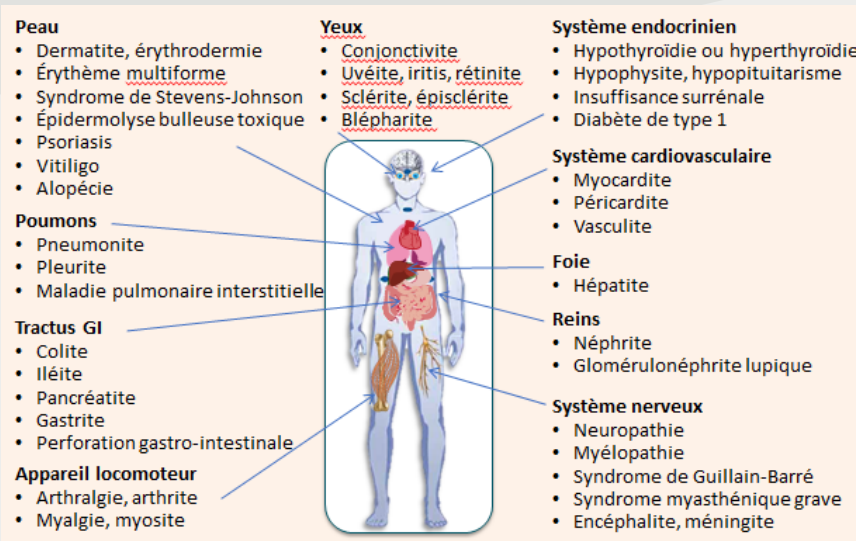 Peau
• Dermatite, érythrodermie
• Érythème multiforme
• Syndrome de Stevens-Johnson
• Épidermolyse bulleuse toxique
• Psoriasis
• Vitiligo
• Alopécie
Poumons
• Pneumonite
• Pleurite
• Maladie pulmonaire interstitielle
Tractus GI
• Colite
• Iléite
• Pancréatite
• Gastrite
• Perforation gastro-intestinale
Appareil locomoteur
• Arthralgie, arthrite
• Myalgie, myosite
Yeux
• Conjonctivite
• Uvéite, iritis, rétinite
• Sclérite, épisclérite
• Blépharite
Système endocrinien
• Hypothyroïdie ou hyperthyroïdie
• Hypophysite, hypopituitarisme
• Insuffisance surrénale
• Diabète de type 1
Système cardiovasculaire
• Myocardite
• Péricardite
• Vasculite
Foie
• Hépatite
Reins
• Néphrite
• Glomérulonéphrite lupique
Système nerveux
• Neuropathie
• Myélopathie
• Syndrome de Guillain-Barré
• Syndrome myasthénique grave
• Encéphalite, méningite